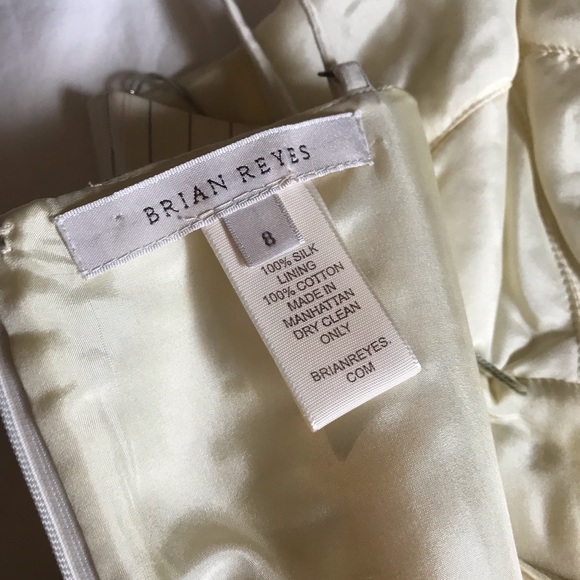 BRIAN REYES
8
100% SILK
LINING
100% COTTON
MADE IN
MANHATTAN
DRY CLEAN
ONLY
BRIANREYES.
COM